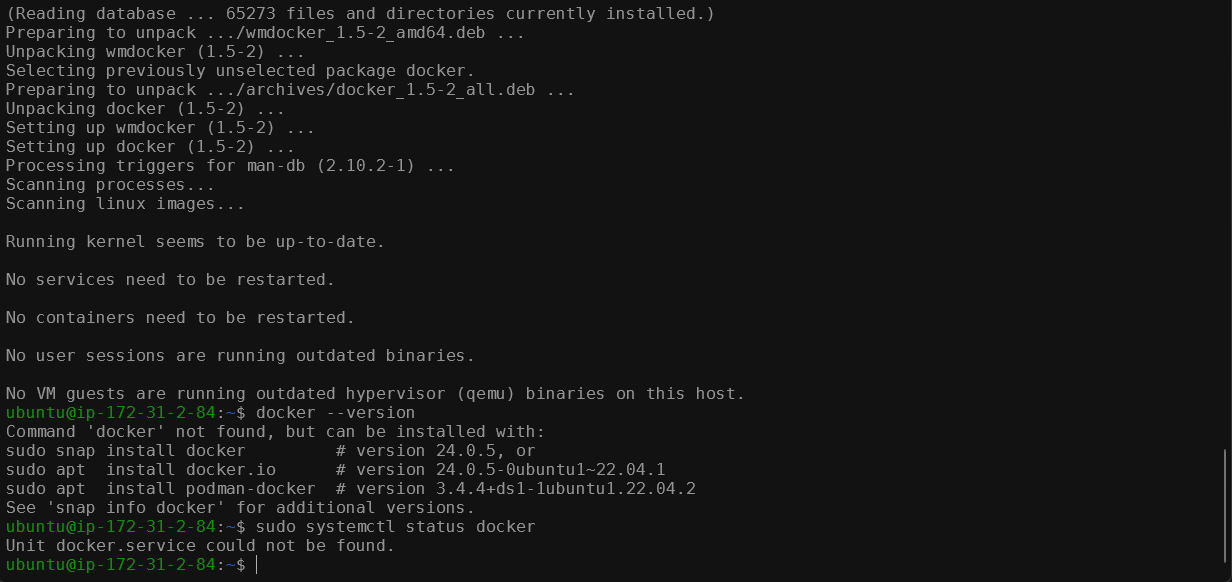 (Reading database ... 65273 files and directories currently installed.)
Preparing to unpack .../wmdocker_1.5-2_amd64.deb ...
Unpacking wmdocker (1.5-2) ...
Selecting previously unselected package docker.
Preparing to unpack .../archives/docker_1.5-2_all.deb ...
Unpacking docker (1.5-2) ...
Setting up wmdocker (1.5-2) ...
Setting up docker (1.5-2) ...
Processing triggers for man-db (2.10.2-1) ...
Scanning processes...
Scanning linux images...

Running kernel seems to be up-to-date.

No services need to be restarted.

No containers need to be restarted.

No user sessions are running outdated binaries.

No VM guests are running outdated hypervisor (qemu) binaries on this host.
ubuntu@ip-172-31-2-84:~$ docker --version
Command 'docker' not found, but can be installed with:
sudo snap install docker         # version 24.0.5, or
sudo apt  install docker.io      # version 24.0.5-0ubuntu1~22.04.1
sudo apt  install podman-docker  # version 3.4.4+ds1-1ubuntu1.22.04.2
See 'snap info docker' for additional versions.
ubuntu@ip-172-31-2-84:~$ sudo systemctl status docker
Unit docker.service could not be found.
ubuntu@ip-172-31-2-84:~$